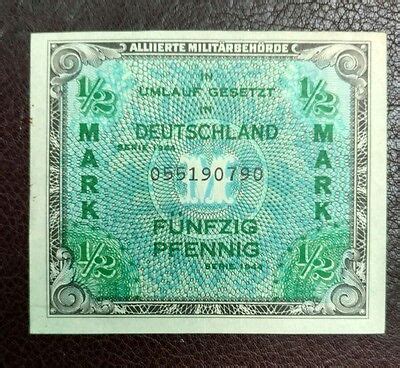 ALLIIERTE MILITÄRBEHÖRDE
1/2 1/2
IN
UMLAUF GESETZT
IN
DEUTSCHLAND
SERIE 1944
MARK MARK
M
055190790
FÜNFZIG
PFENNIG
SERIE 1944
1/2 1/2